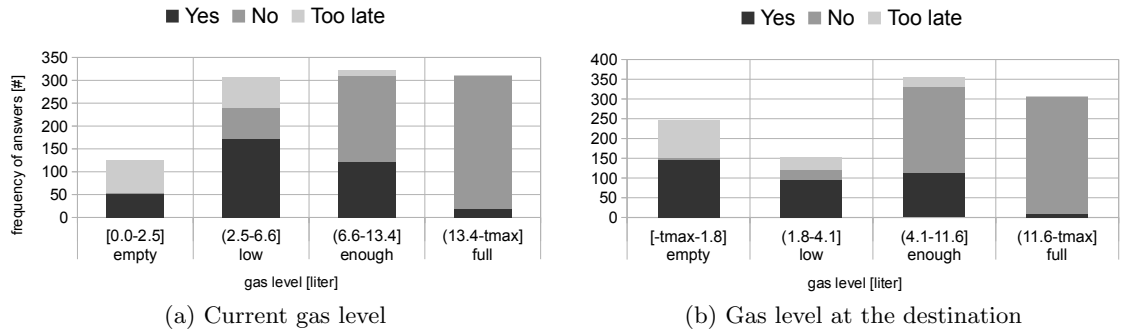 Yes No Too late
frequency of answers [#]
350
300
250
200
150
100
50
0
[0.0-2.5] (2.5-6.6] (6.6-13.4] (13.4-tmax]
empty low enough full
gas level [liter]
(a) Current gas level
Yes No Too late
400
350
300
250
200
150
100
50
0
[-tmax-1.8] (1.8-4.1] (4.1-11.6] (11.6-tmax]
empty low enough full
gas level [liter]
(b) Gas level at the destination